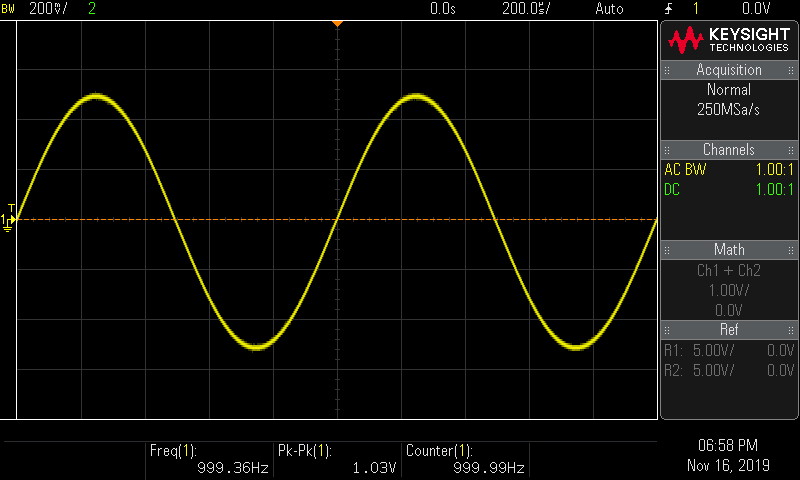 BW 200mV/ 2 0.0s 200.0µs/ Auto 1 0.0V
KEYSIGHT
TECHNOLOGIES
Acquisition
Normal
250MSa/s
Channels
AC BW 1.00:1
DC 1.00:1
T
1
Math
Ch1 + Ch2
1.00V/
0.0V
Ref
R1: 5.00V/ 0.0V
R2: 5.00V/ 0.0V
Freq(1): Pk-Pk(1): Counter(1):
999.36Hz 1.03V 999.99Hz
06:58 PM
Nov 16, 2019